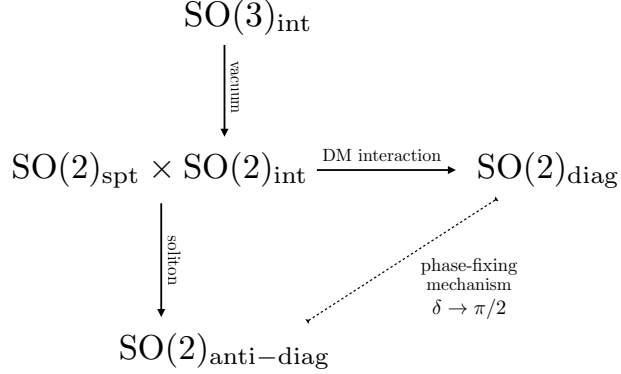 SO(3)int
vacuum
SO(2)spt × SO(2)int
DM interaction
SO(2)diag
soliton
phase-fixing
mechanism
δ → π/2
SO(2)anti−diag